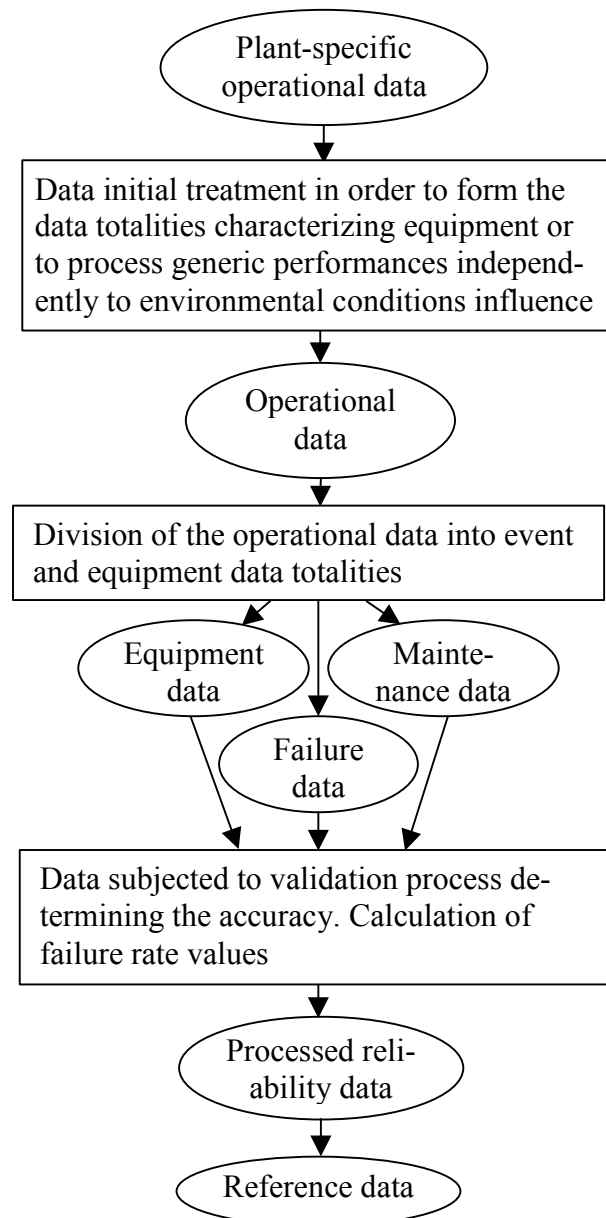 Plant-specific
operational data
Data initial treatment in order to form the
data totalities characterizing equipment or
to process generic performances independ-
ently to environmental conditions influence
Operational
data
Division of the operational data into event
and equipment data totalities
Equipment
data
Mainte-
nance data
Failure
data
Data subjected to validation process de-
termining the accuracy. Calculation of
failure rate values
Processed reli-
ability data
Reference data